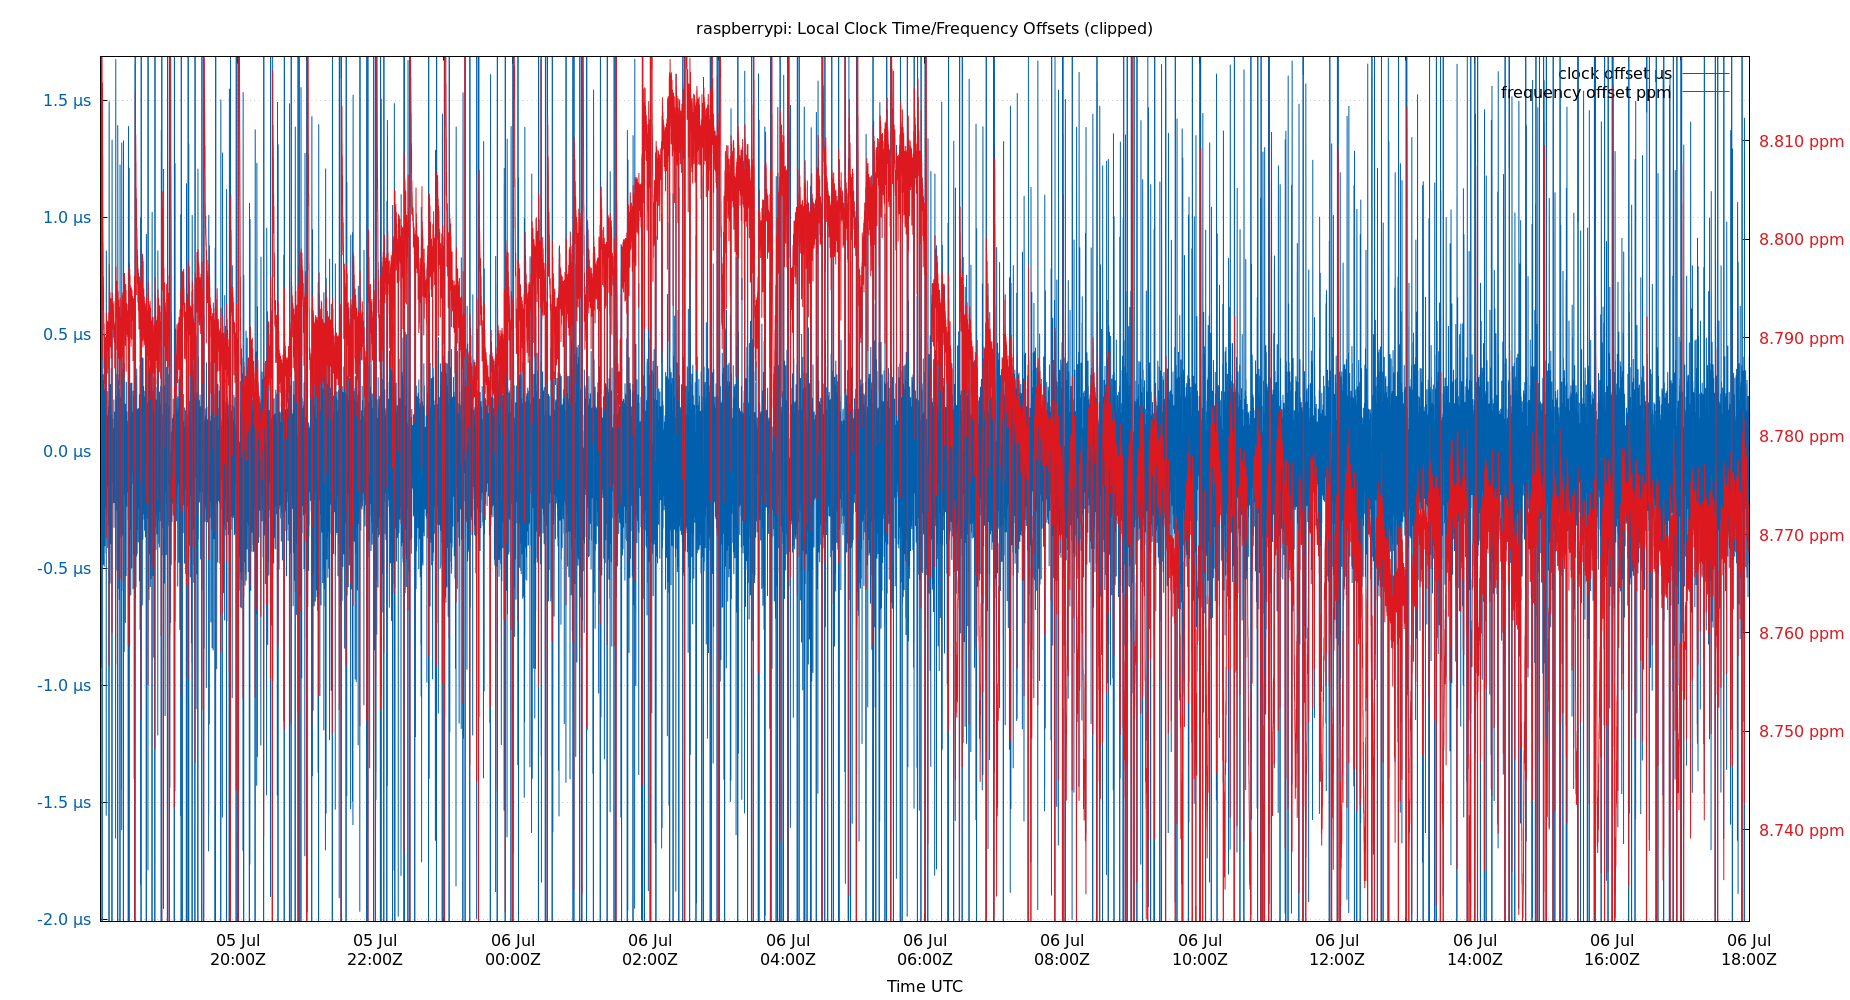 raspberrypi: Local Clock Time/Frequency Offsets (clipped)
clock offset µs
frequency offset ppm
1.5 µs
1.0 µs
0.5 µs
0.0 µs
-0.5 µs
-1.0 µs
-1.5 µs
-2.0 µs
8.810 ppm
8.800 ppm
8.790 ppm
8.780 ppm
8.770 ppm
8.760 ppm
8.750 ppm
8.740 ppm
05 Jul
20:00Z
05 Jul
22:00Z
06 Jul
00:00Z
06 Jul
02:00Z
06 Jul
04:00Z
06 Jul
06:00Z
06 Jul
08:00Z
06 Jul
10:00Z
06 Jul
12:00Z
06 Jul
14:00Z
06 Jul
16:00Z
06 Jul
18:00Z
Time UTC